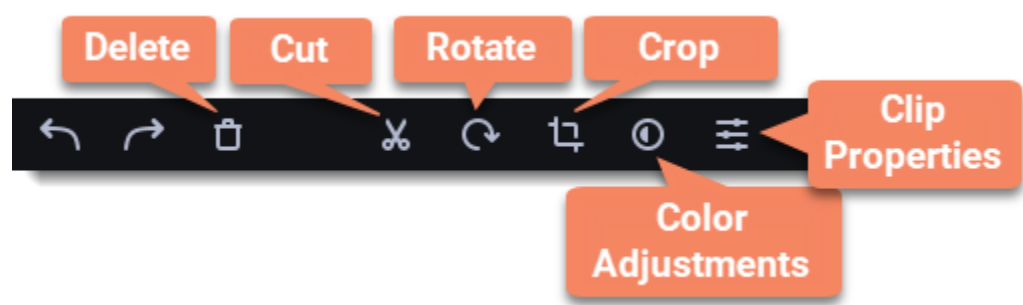 Delete
Cut
Rotate
Crop
Clip
Properties
Color
Adjustments